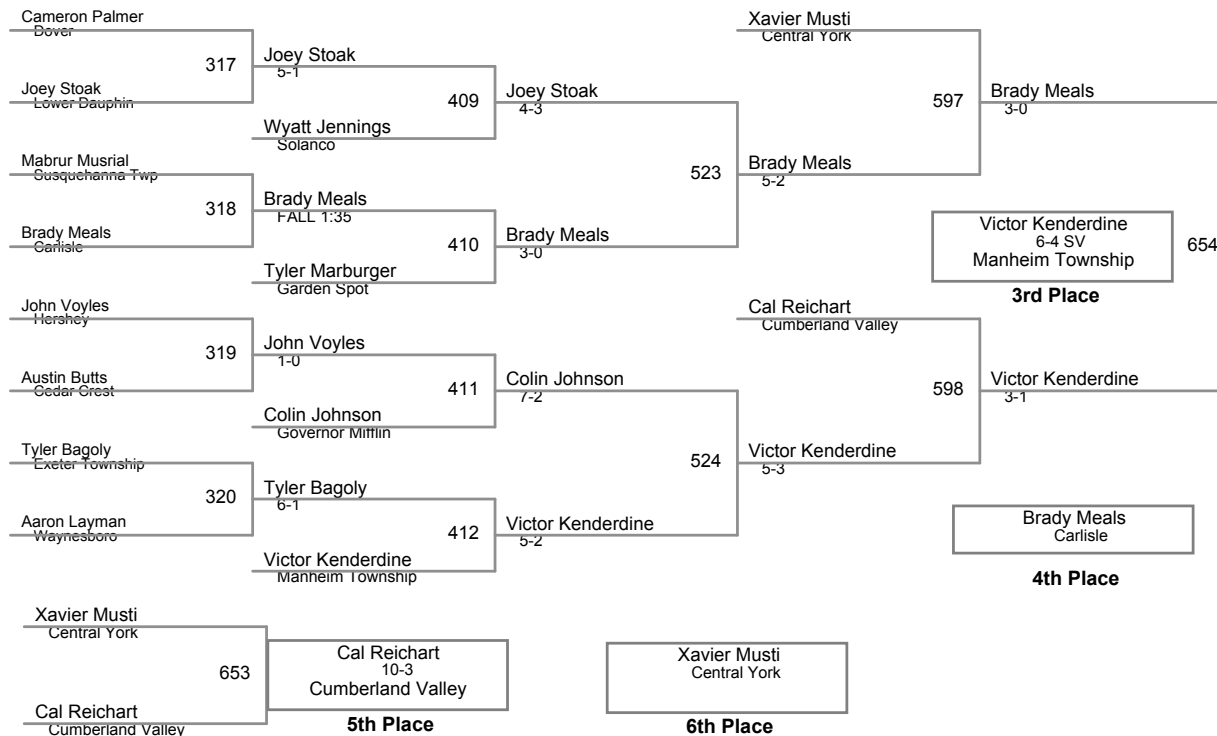 Cameron Palmer
Dover
317
Joey Stoak
5-1
Joey Stoak
Lower Dauphin
409
Joey Stoak
4-3
Wyatt Jennings
Solanco
Mabrur Musrial
Susquehanna Twp
318
Brady Meals
FALL 1:35
Brady Meals
Carlisle
410
Brady Meals
3-0
Tyler Marburger
Garden Spot
523
Brady Meals
5-2
Xavier Musti
Central York
597
Brady Meals
3-0
Victor Kenderdine
6-4 SV
Manheim Township
654
3rd Place
John Voyles
Hershey
319
John Voyles
1-0
Austin Butts
Cedar Crest
411
Colin Johnson
7-2
Colin Johnson
Governor Mifflin
Tyler Bagoly
Exeter Township
320
Tyler Bagoly
6-1
Aaron Layman
Waynesboro
412
Victor Kenderdine
5-2
Victor Kenderdine
Manheim Township
524
Victor Kenderdine
5-3
Cal Reichart
Cumberland Valley
598
Victor Kenderdine
3-1
Brady Meals
Carlisle
4th Place
Xavier Musti
Central York
653
Cal Reichart
Cumberland Valley
Cal Reichart
10-3
Cumberland Valley
5th Place
Xavier Musti
Central York
6th Place